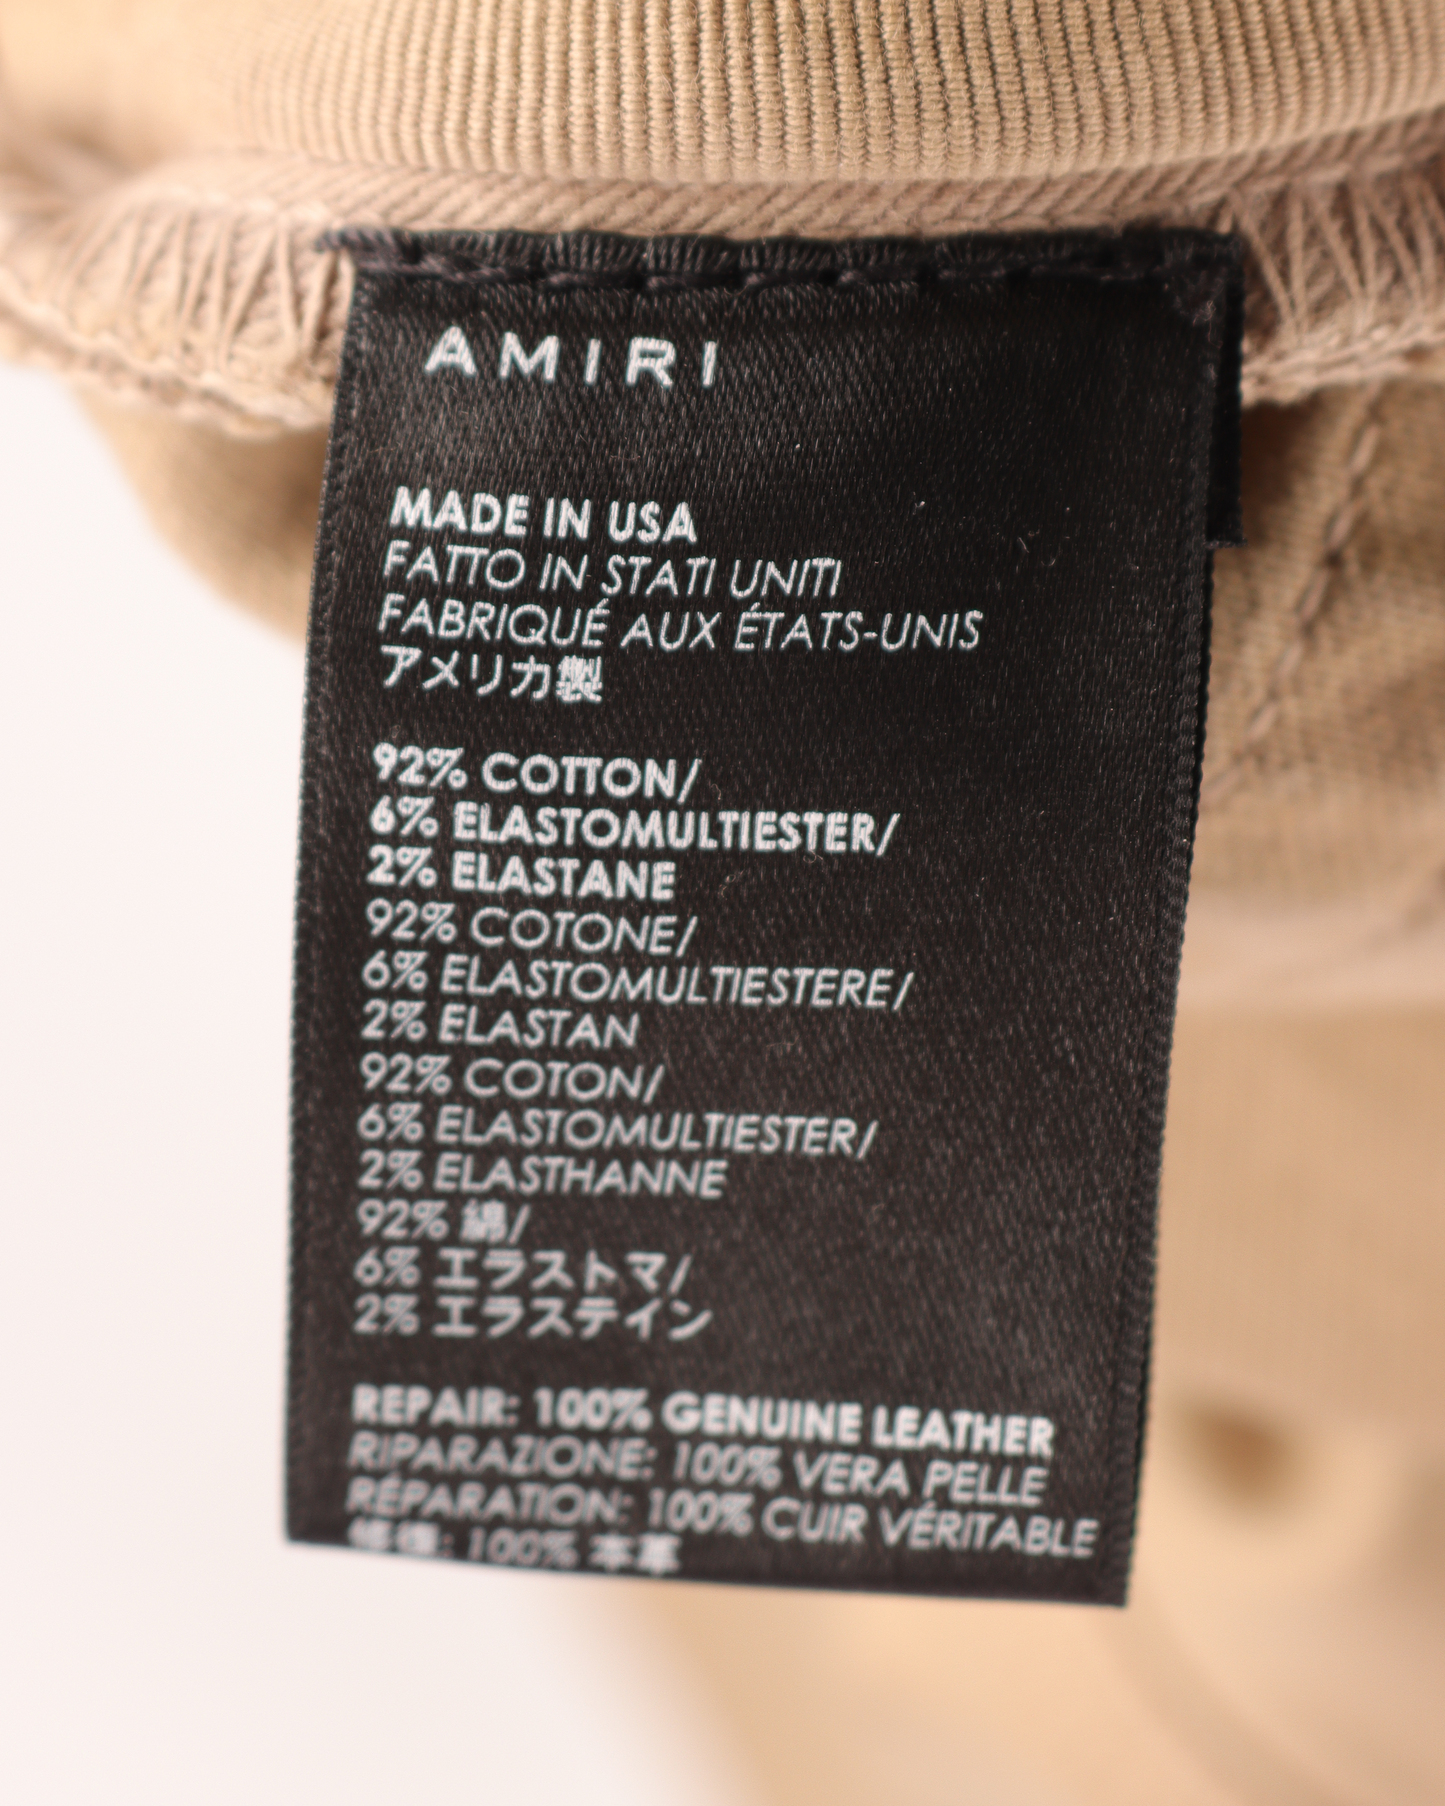 AMIRI
MADE IN USA
FATTO IN STATI UNITI
FABRIQUÉ AUX ÉTATS-UNIS
アメリカ製
92% COTTON/
6% ELASTOMULTIESTER/
2% ELASTANE
92% COTONE/
6% ELASTOMULTIESTERE/
2% ELASTAN
92% COTON/
6% ELASTOMULTIESTER/
2% ELASTHANNE
92% 綿/
6% エラストマ/
2% エラステイン
REPAIR: 100% GENUINE LEATHER
RIPARAZIONE: 100% VERA PELLE
RÉPARATION: 100% CUIR VÉRITABLE
100% 本革